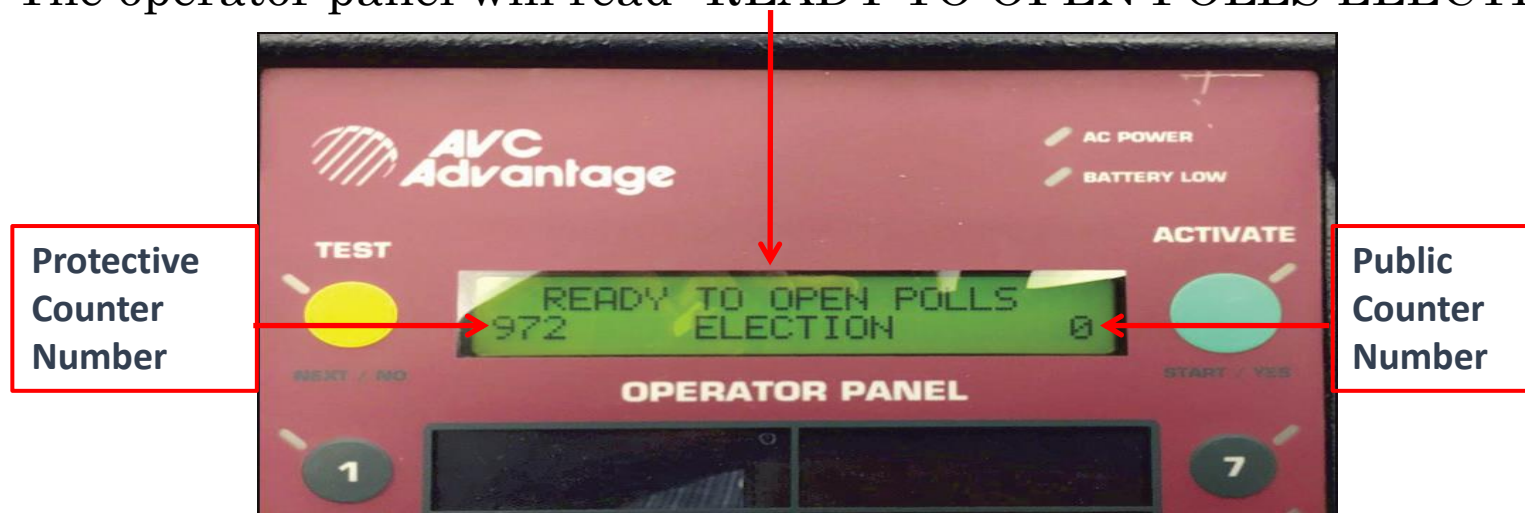 The operator panel will read "READY TO OPEN POLLS ELECTI
AVC
Advantage
AC POWER
BATTERY LOW
TEST
ACTIVATE
Protective
Counter
Number
READY TO OPEN POLLS
972 ELECTION 0
Public
Counter
Number
NEXT / NO
START / YES
OPERATOR PANEL
1
7